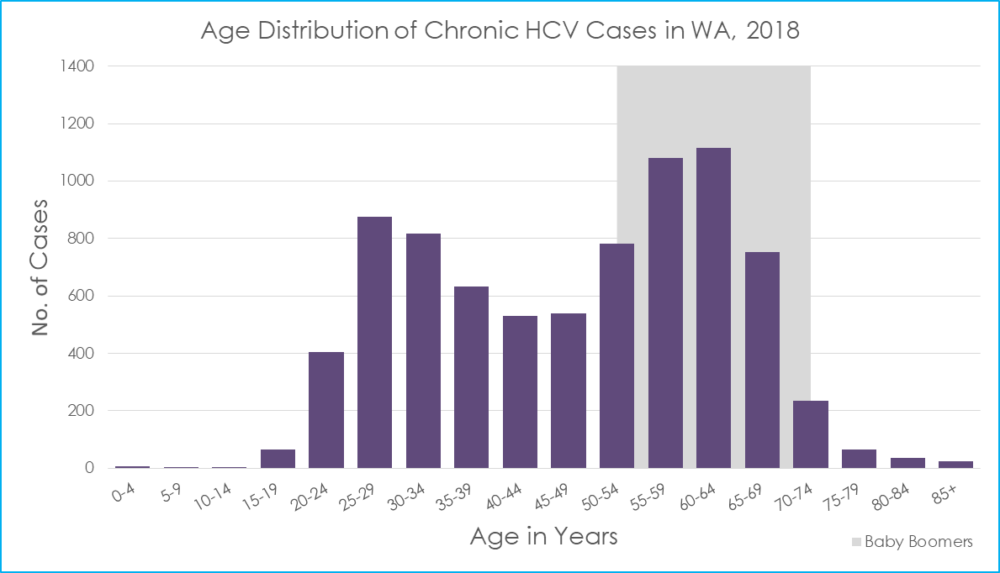 Age Distribution of Chronic HCV Cases in WA, 2018
1400
1200
1000
800
600
400
200
0
No. of Cases
0-4 5-9 10-14 15-19 20-24 25-29 30-34 35-39 40-44 45-49 50-54 55-59 60-64 65-69 70-74 75-79 80-84 85+
Age in Years
Baby Boomers